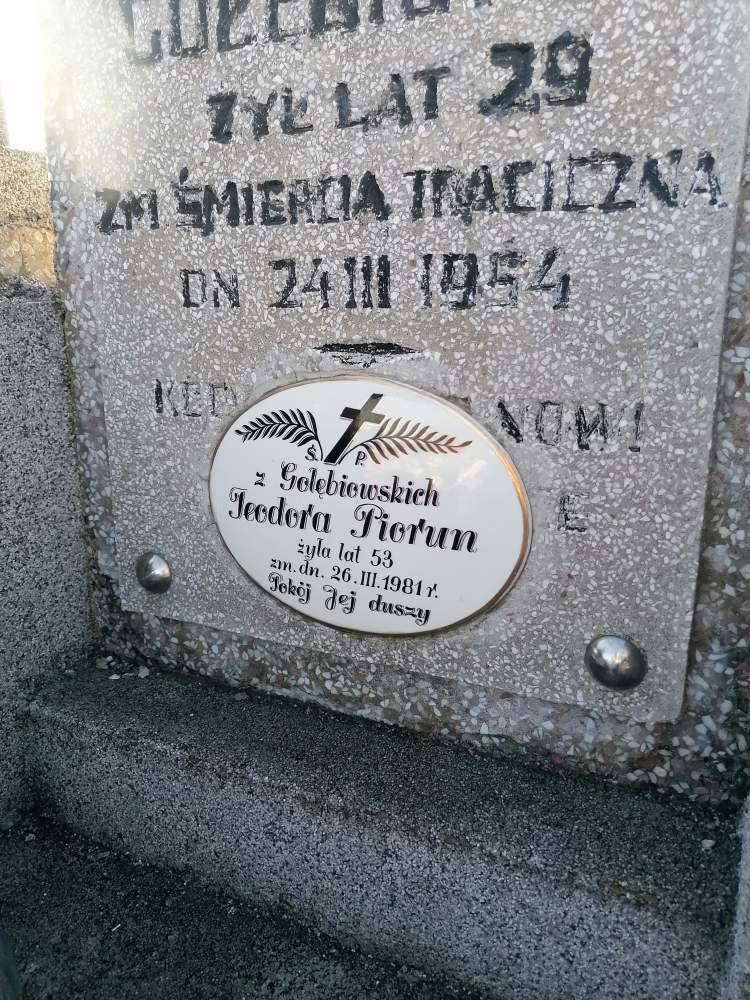 ŻYŁ LAT 29
ZM ŚMIERCIĄ TRAGICZNĄ
DN 24 III 1954
Ś. P.
z Gołębiowskich
Teodora Piorun
żyła lat 53
zm. dn. 26.III.1981 r.
Pokój Jej duszy